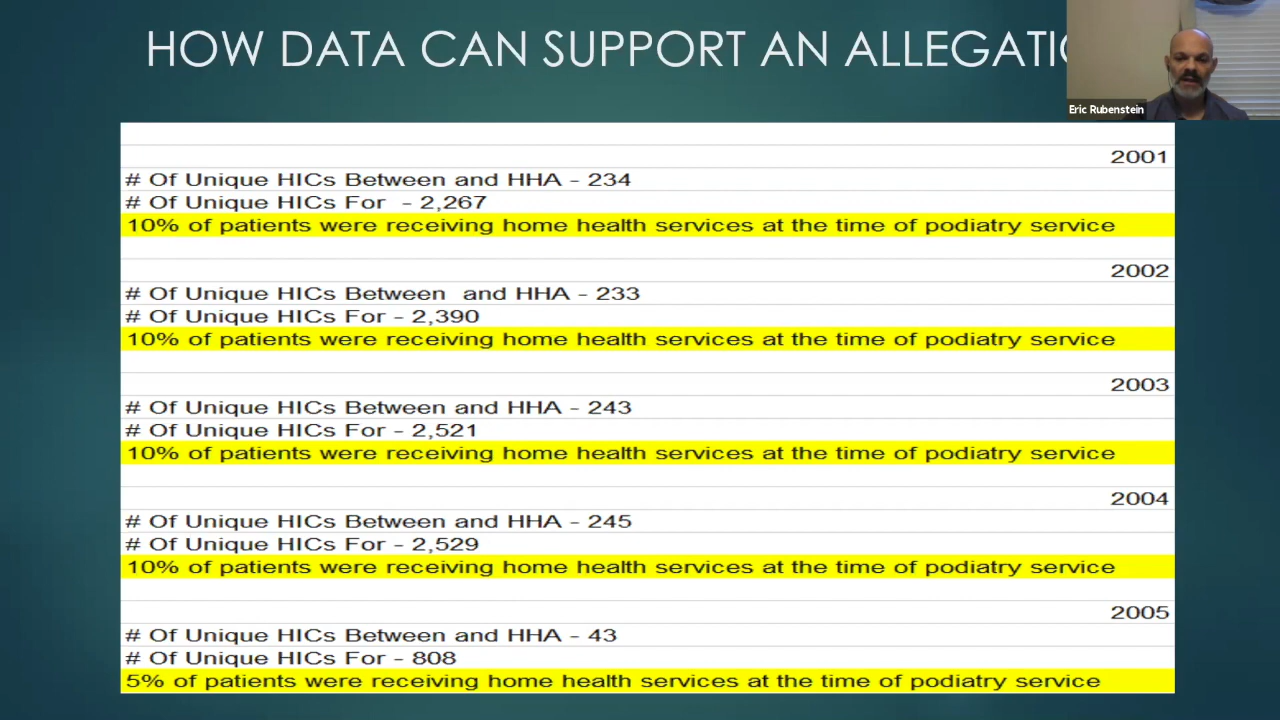 HOW DATA CAN SUPPORT AN ALLEGATIO
Eric Rubenstein
2001
# Of Unique HICs Between and HHA - 234
# Of Unique HICs For - 2,267
10% of patients were receiving home health services at the time of podiatry service
2002
# Of Unique HICs Between and HHA - 233
# Of Unique HICs For - 2,390
10% of patients were receiving home health services at the time of podiatry service
2003
# Of Unique HICs Between and HHA - 243
# Of Unique HICs For - 2,521
10% of patients were receiving home health services at the time of podiatry service
2004
# Of Unique HICs Between and HHA - 245
# Of Unique HICs For - 2,529
10% of patients were receiving home health services at the time of podiatry service
2005
# Of Unique HICs Between and HHA - 43
# Of Unique HICs For - 808
5% of patients were receiving home health services at the time of podiatry service